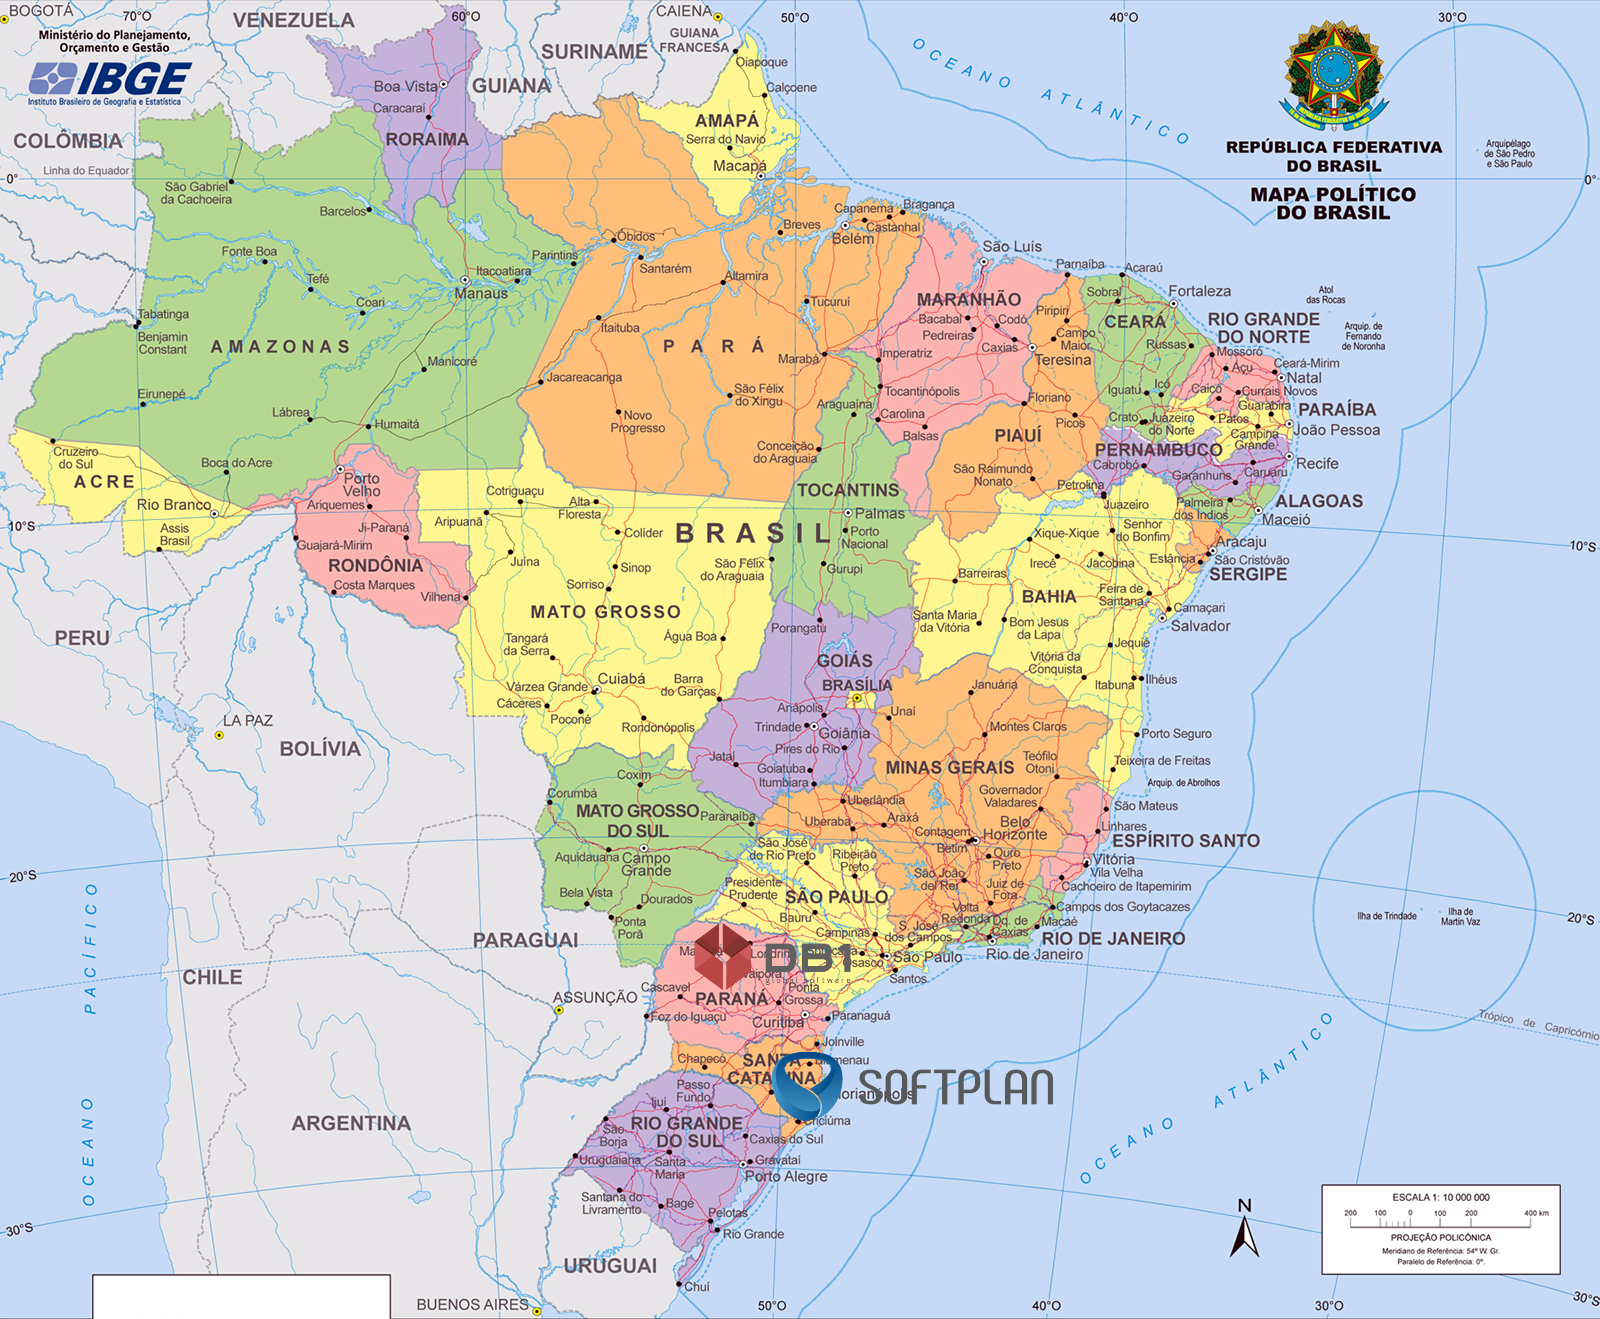 BOGOTÁ
70°O
VENEZUELA
60°O
CAIENA
50°O
40°O
30°O
Ministério do Planejamento,
Orçamento e Gestão
IBGE
Instituto Brasileiro de Geografia e Estatística
SURINAME
GUIANA
FRANCESA
GUIANA
OCEANO ATLÂNTICO
REPÚBLICA FEDERATIVA
DO BRASIL
MAPA POLÍTICO
DO BRASIL
Arquipélago
de São Pedro
e São Paulo
COLÔMBIA
Linha do Equador
0°
0°
Boa Vista
Caracaraí
RORAIMA
Oiapoque
Calçoene
AMAPÁ
Serra do Navio
Macapá
São Gabriel
da Cachoeira
Barcelos
Fonte Boa
Tefé
Coari
Tabatinga
Benjamin
Constant
AMAZONAS
Manaus
Itacoatiara
Parintins
Manicoré
Eirunepé
Lábrea
Humaitá
Boca do Acre
Óbidos
Santarém
Altamira
Breves
Belém
Capanema
Bragança
Castanhal
Tucuruí
Itaituba
PARÁ
Marabá
Jacareacanga
Novo
Progresso
São Félix
do Xingu
Conceição
do Araguaia
São Luís
MARANHÃO
Bacabal
Pedreiras
Codó
Caxias
Imperatriz
Tocantinópolis
Carolina
Balsas
Araguaína
Parnaíba
Piripiri
Campo
Maior
Teresina
Floriano
Picos
PIAUÍ
São Raimundo
Nonato
Acaraú
Sobral
Fortaleza
CEARÁ
Russas
Iguatu
Icó
Crato
Juazeiro
do Norte
RIO GRANDE
DO NORTE
Mossoró
Açu
Ceará-Mirim
Natal
Caicó
Currais Novos
Atol
das Rocas
Arquip. de
Fernando
de Noronha
Guarabira
PARAÍBA
João Pessoa
Patos
Campina
Grande
PERNAMBUCO
Cabrobó
Recife
Caruaru
Garanhuns
Petrolina
ALAGOAS
Maceió
Palmeira
dos Índios
Aracaju
São Cristóvão
Estância
SERGIPE
Cruzeiro
do Sul
ACRE
Rio Branco
Assis
Brasil
10°S
10°S
Porto
Velho
Ariquemes
Ji-Paraná
Guajará-Mirim
RONDÔNIA
Costa Marques
Vilhena
Cotriguaçu
Aripuanã
Alta
Floresta
Colíder
Juína
Sinop
Sorriso
São Félix
do Araguaia
BRASIL
MATO GROSSO
Tangará
da Serra
Água Boa
Várzea Grande
Cuiabá
Cáceres
Poconé
Rondonópolis
Barra
do Garças
TOCANTINS
Palmas
Porto
Nacional
Gurupi
Juazeiro
Senhor
do Bonfim
Xique-Xique
Irecê
Jacobina
Barreiras
BAHIA
Feira de
Santana
Camaçari
Salvador
Santa Maria
da Vitória
Bom Jesus
da Lapa
Jequié
Vitória da
Conquista
Itabuna
Ilhéus
Porto Seguro
Teixeira de Freitas
Arquip. de Abrolhos
Porangatu
GOIÁS
BRASÍLIA
Anápolis
Trindade
Goiânia
Pires do Rio
Jataí
Goiatuba
Itumbiara
Januária
Unaí
Montes Claros
MINAS GERAIS
Teófilo
Otoni
Governador
Valadares
Uberlândia
Uberaba
Araxá
Contagem
Belo
Horizonte
Betim
Ouro
Preto
São João
del Rei
Juiz de
Fora
São Mateus
Linhares
ESPÍRITO SANTO
Vitória
Vila Velha
Cachoeiro de Itapemirim
PERU
LA PAZ
BOLÍVIA
Coxim
Corumbá
MATO GROSSO
DO SUL
Paranaíba
Aquidauana
Campo
Grande
Bela Vista
Dourados
Ponta
Porã
São José
do Rio Preto
Ribeirão
Preto
Presidente
Prudente
SÃO PAULO
Bauru
Campinas
S. José
dos Campos
Osasco
São Paulo
Santos
Volta
Redonda
Dq. de
Caxias
Campos dos Goytacazes
Macaé
RIO DE JANEIRO
Rio de Janeiro
20°S
20°S
Ilha de Trindade
Ilha de
Martin Vaz
OCEANO PACÍFICO
PARAGUAI
CHILE
ASSUNÇÃO
DB1
global software
Cascavel
PARANÁ
Ponta
Grossa
Foz do Iguaçu
Curitiba
Paranaguá
Trópico de Capricórnio
Joinville
Chapecó
SANTA
CATARINA
SOFTPLAN
Criciúma
ARGENTINA
Passo
Fundo
Ijuí
RIO GRANDE
DO SUL
São
Borja
Caxias do Sul
Uruguaiana
Santa
Maria
Gravataí
Porto Alegre
Santana do
Livramento
Bagé
Pelotas
Rio Grande
Chuí
URUGUAI
BUENOS AIRES
30°S
30°S
50°O
40°O
30°O
OCEANO ATLÂNTICO
N
ESCALA 1: 10 000 000
200 100 0 100 200 400 km
PROJEÇÃO POLICÔNICA
Meridiano de Referência: 54° W. Gr.
Paralelo de Referência: 0°.